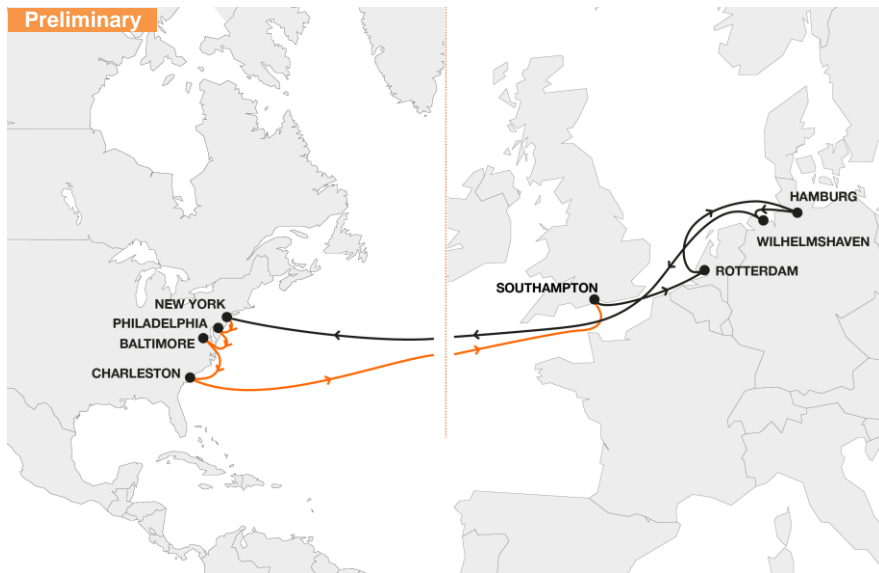 Preliminary
HAMBURG
WILHELMSHAVEN
ROTTERDAM
SOUTHAMPTON
NEW YORK
PHILADELPHIA
BALTIMORE
CHARLESTON